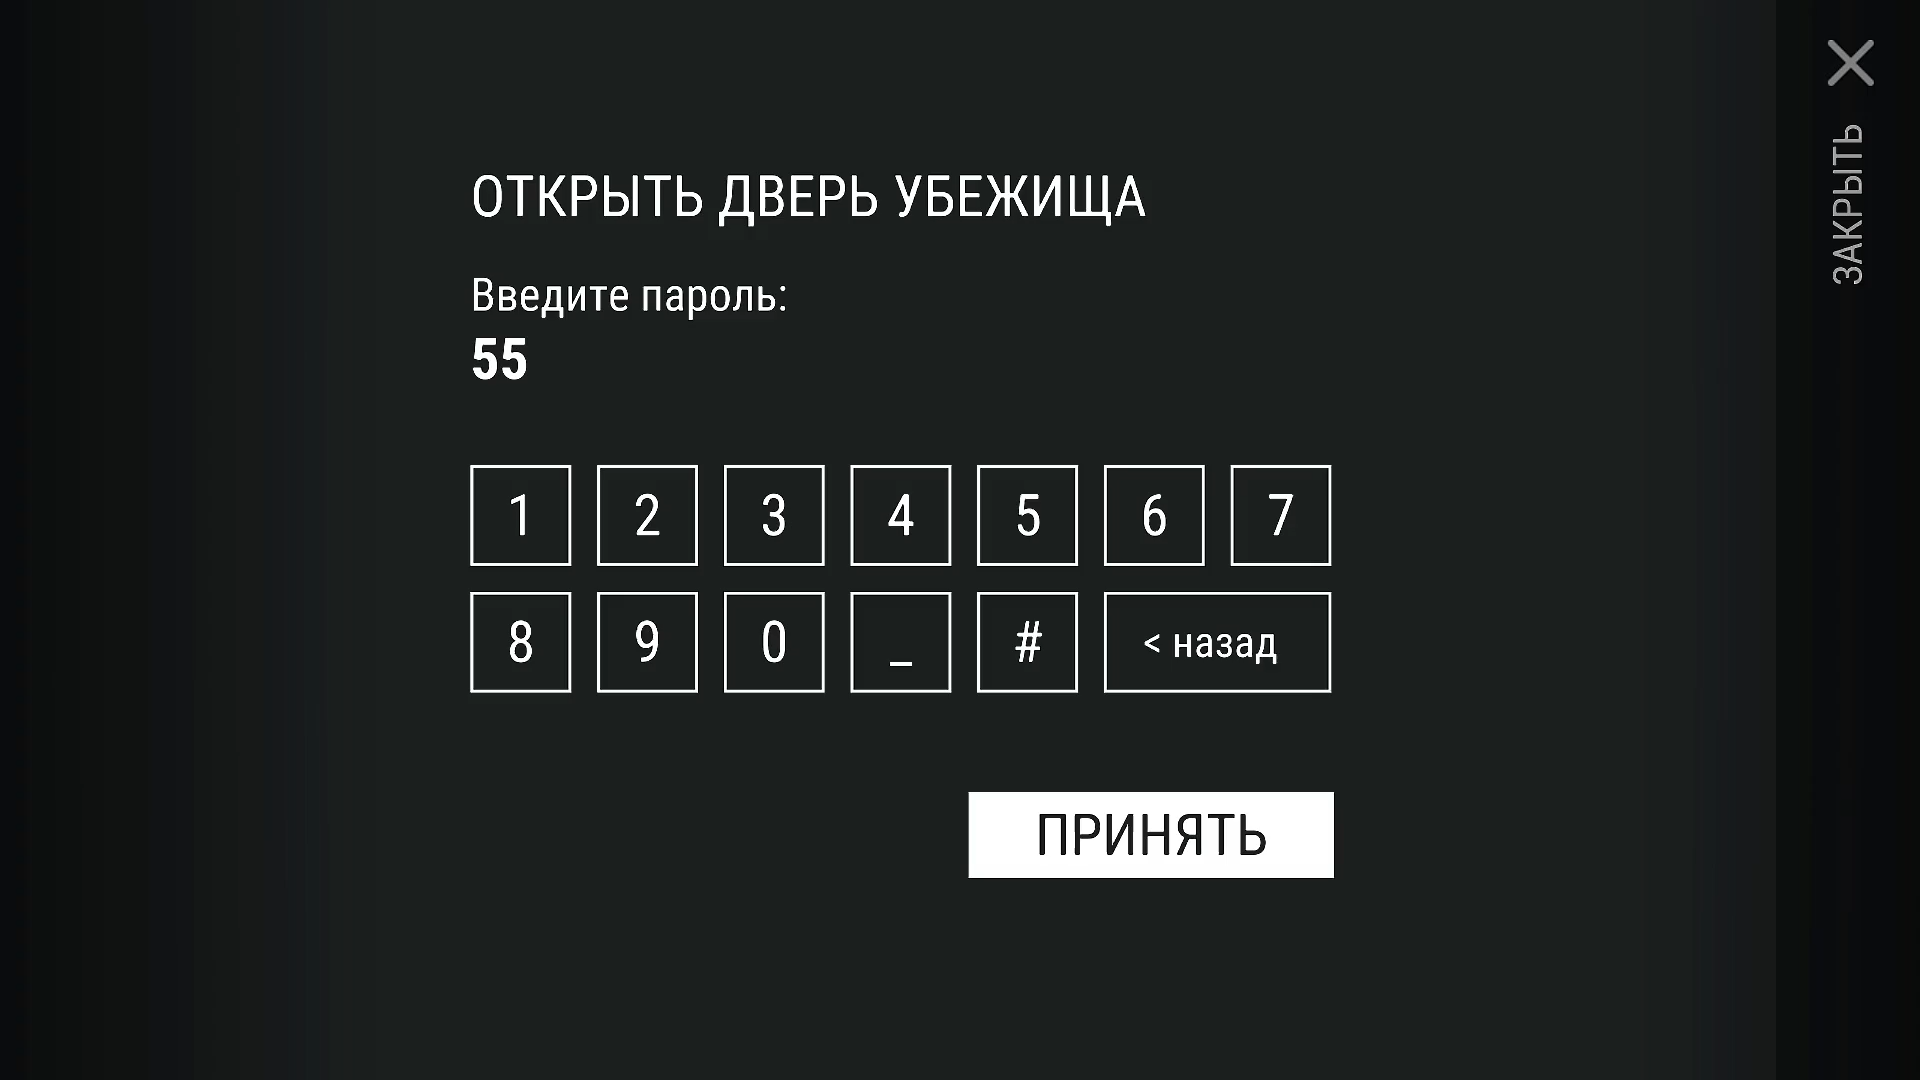 ЗАКРЫТЬ
ОТКРЫТЬ ДВЕРЬ УБЕЖИЩА
Введите пароль:
55
1 2 3 4 5 6 7
8 9 0 _ # < назад
ПРИНЯТЬ